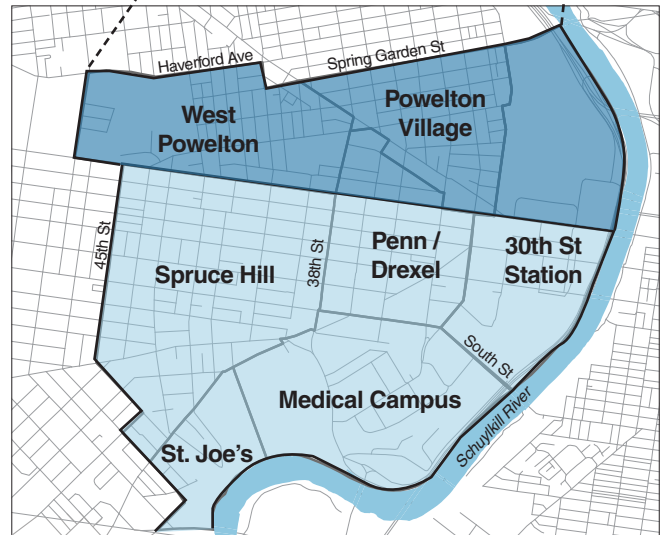 Haverford Ave
Spring Garden St
West
Powelton
Powelton
Village
45th St
Spruce Hill
38th St
Penn /
Drexel
30th St
Station
South St
Medical Campus
Schuylkill River
St. Joe's